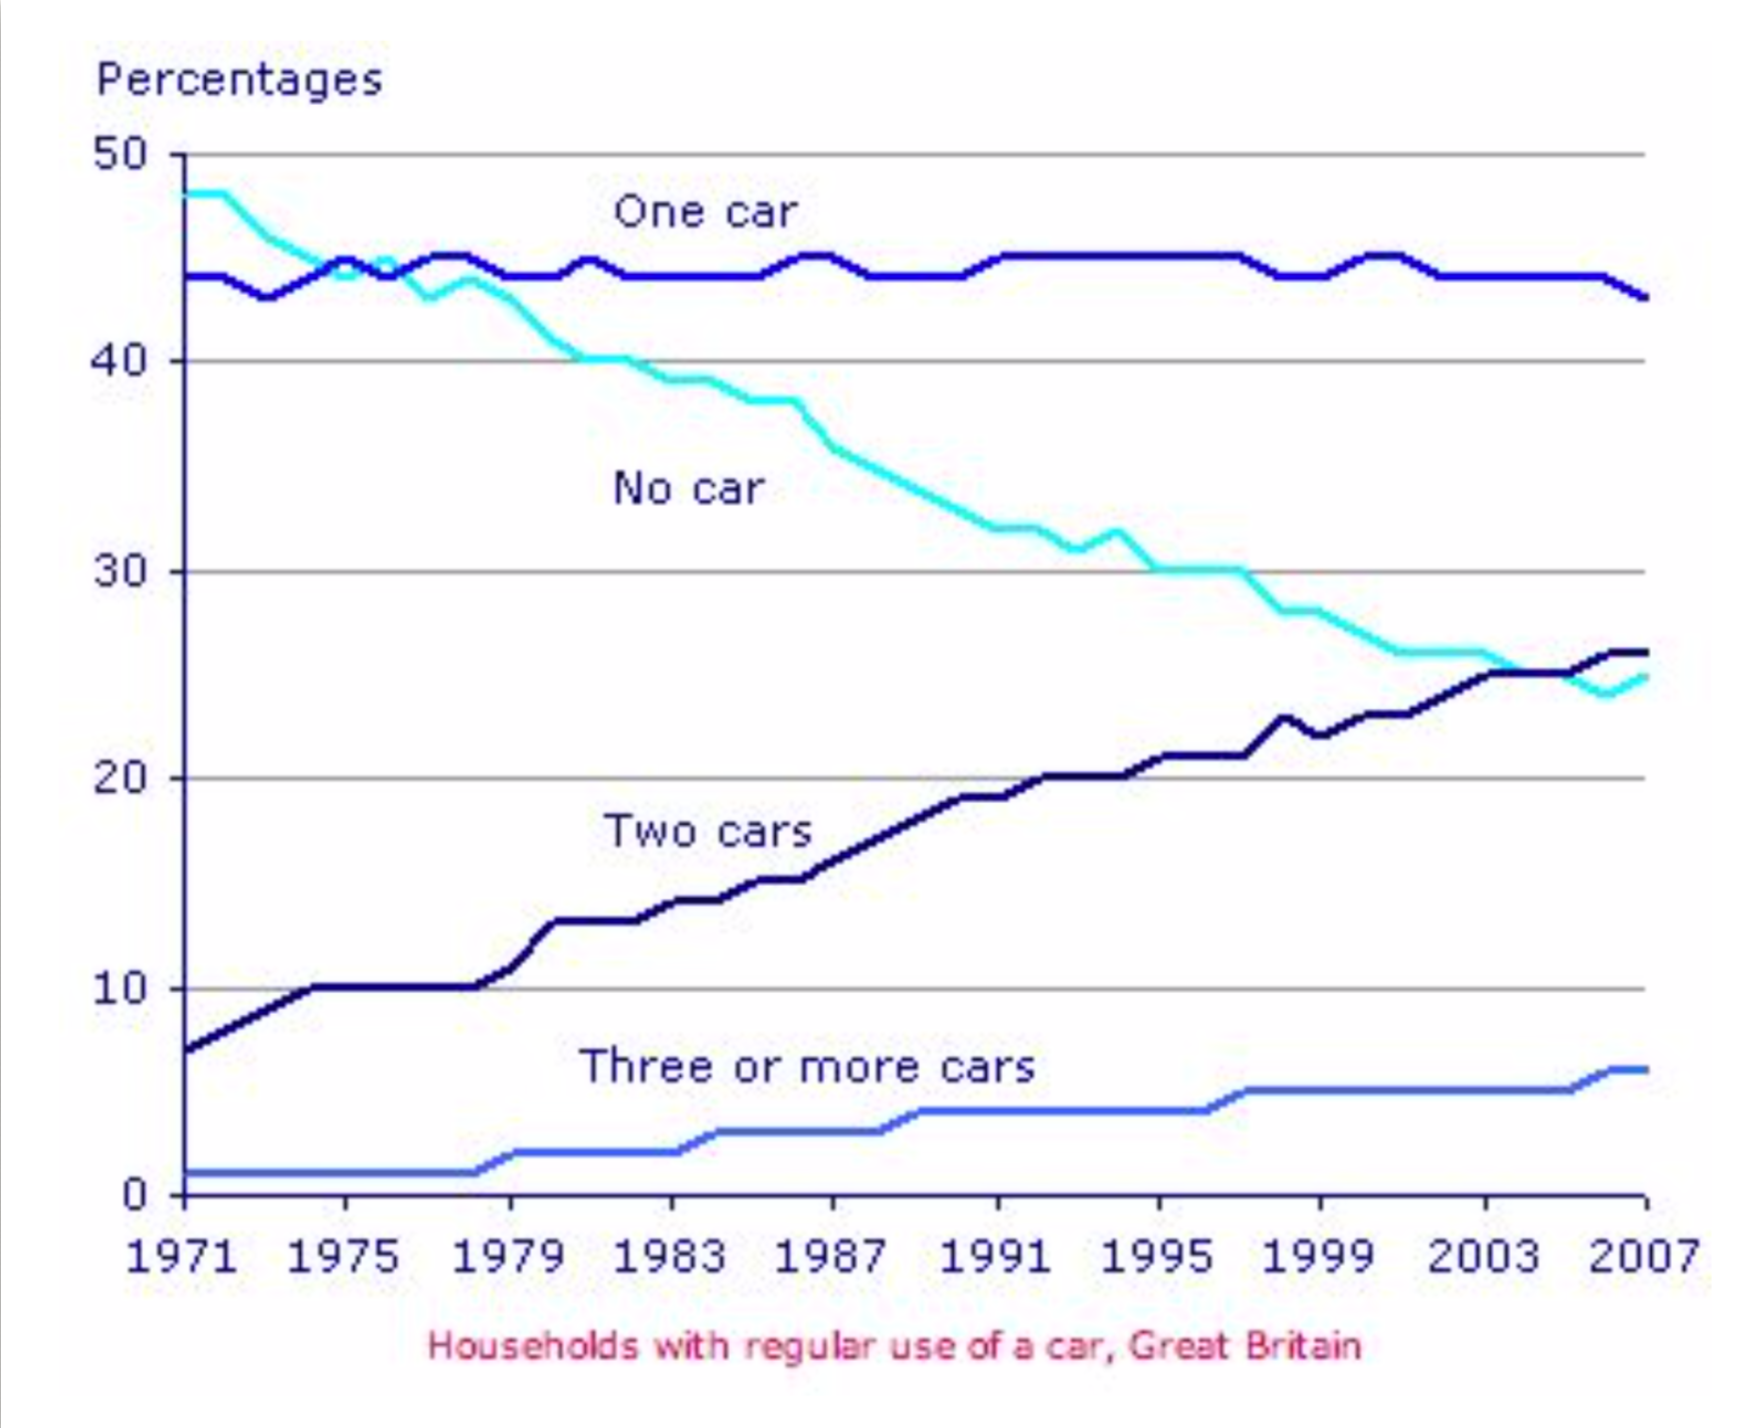 Percentages
50
One car
40
No car
30
20
Two cars
10
Three or more cars
0
1971 1975 1979 1983 1987 1991 1995 1999 2003 2007
Households with regular use of a car, Great Britain